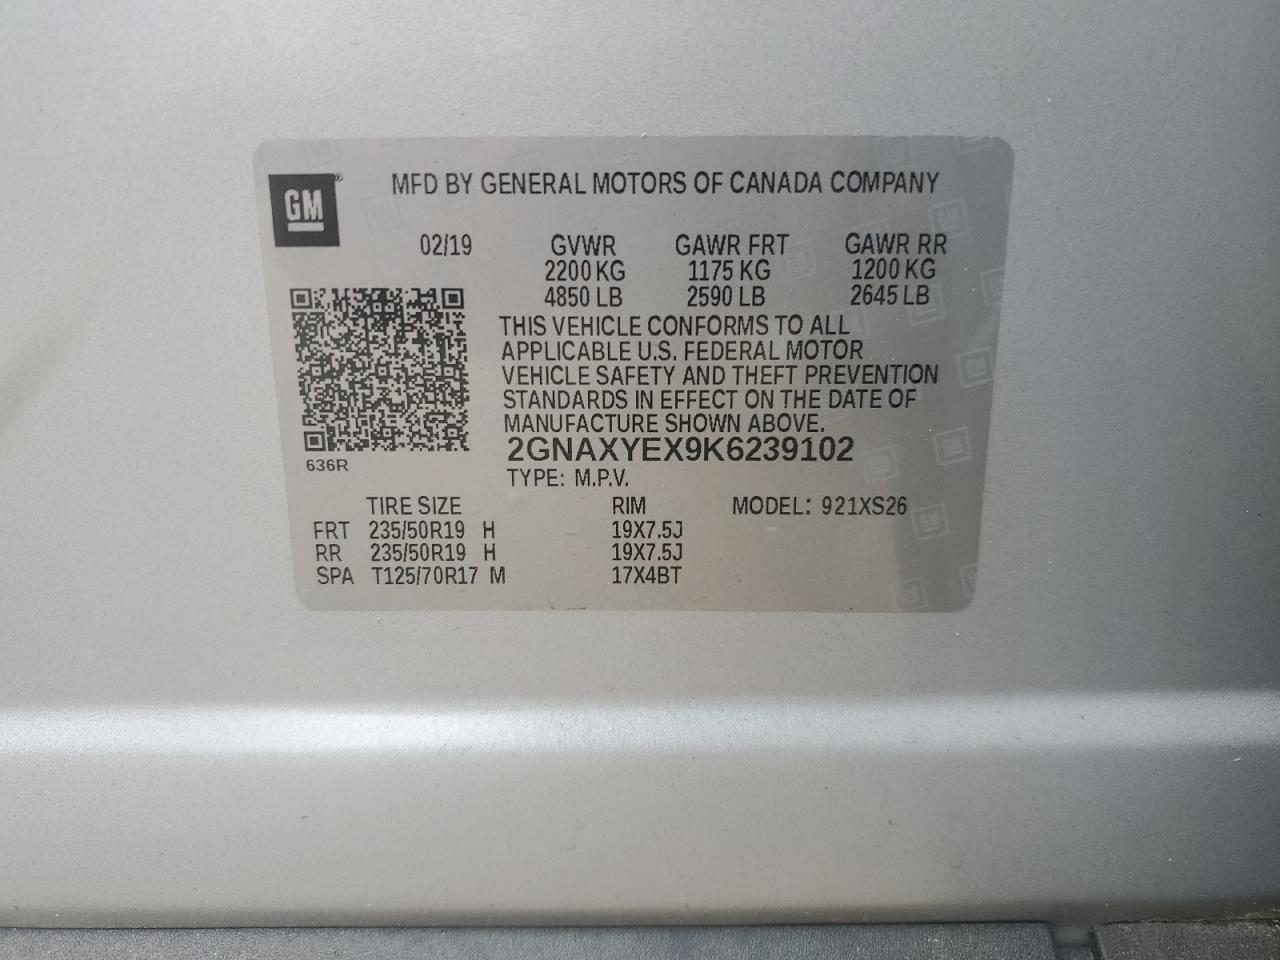 GM
MFD BY GENERAL MOTORS OF CANADA COMPANY
02/19 GVWR GAWR FRT GAWR RR
2200 KG 1175 KG 1200 KG
4850 LB 2590 LB 2645 LB
THIS VEHICLE CONFORMS TO ALL
APPLICABLE U.S. FEDERAL MOTOR
VEHICLE SAFETY AND THEFT PREVENTION
STANDARDS IN EFFECT ON THE DATE OF
MANUFACTURE SHOWN ABOVE.
2GNAXYEX9K6239102
636R
TYPE: M.P.V.
TIRE SIZE RIM MODEL: 921XS26
FRT 235/50R19 H 19X7.5J
RR 235/50R19 H 19X7.5J
SPA T125/70R17 M 17X4BT